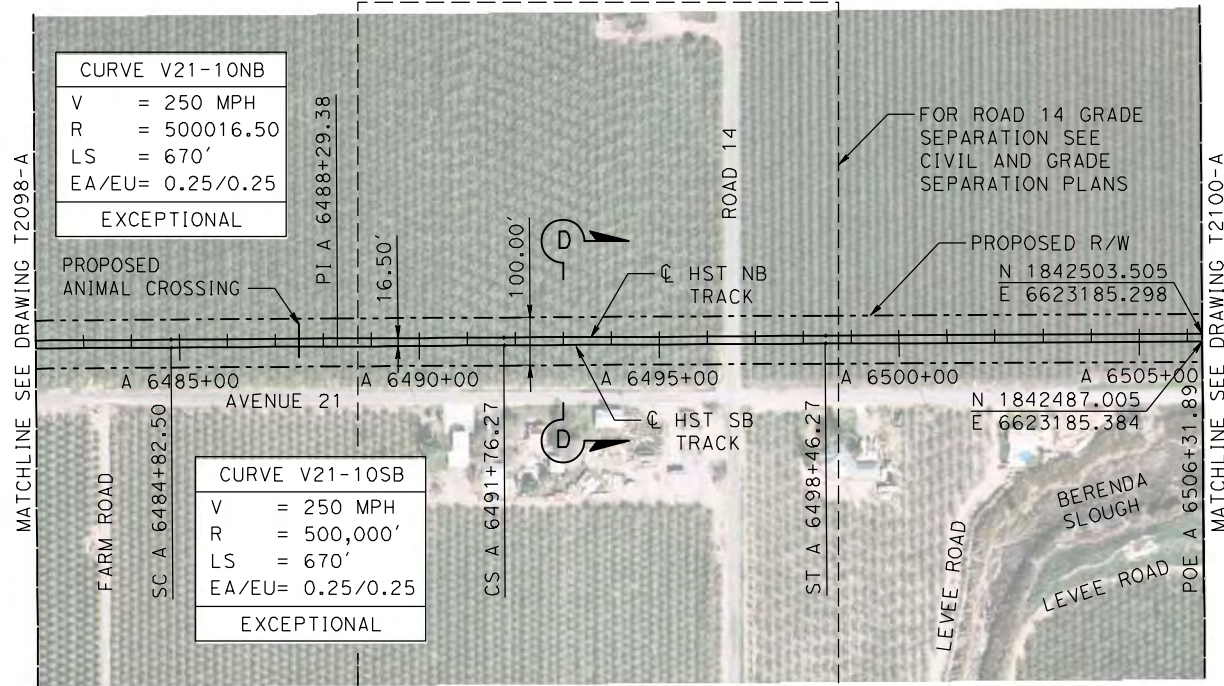 MATCHLINE SEE DRAWING T2098-A
CURVE V21-10NB
V = 250 MPH
R = 500016.50
LS = 670'
EA/EU= 0.25/0.25
EXCEPTIONAL
PI A 6488+29.38
ROAD 14
FOR ROAD 14 GRADE
SEPARATION SEE
CIVIL AND GRADE
SEPARATION PLANS
PROPOSED
ANIMAL CROSSING
16.50'
100.00'
D
℄ HST NB
TRACK
PROPOSED R/W
N 1842503.505
E 6623185.298
MATCHLINE SEE DRAWING T2100-A
A 6485+00
A 6490+00
A 6495+00
A 6500+00
A 6505+00
AVENUE 21
℄ HST SB
TRACK
D
N 1842487.005
E 6623185.384
FARM ROAD
SC A 6484+82.50
CURVE V21-10SB
V = 250 MPH
R = 500,000'
LS = 670'
EA/EU= 0.25/0.25
EXCEPTIONAL
CS A 6491+76.27
ST A 6498+46.27
LEVEE ROAD
BERENDA
SLOUGH
LEVEE ROAD
POE A 6506+31.89